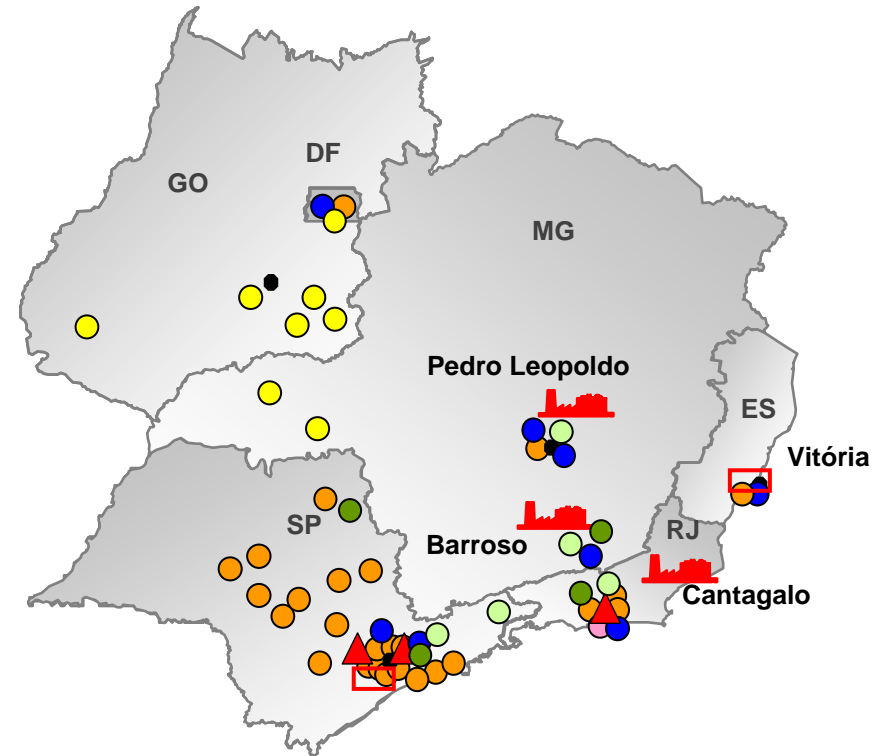 DF
GO
MG
Pedro Leopoldo
ES
Vitória
SP
RJ
Barroso
Cantagalo